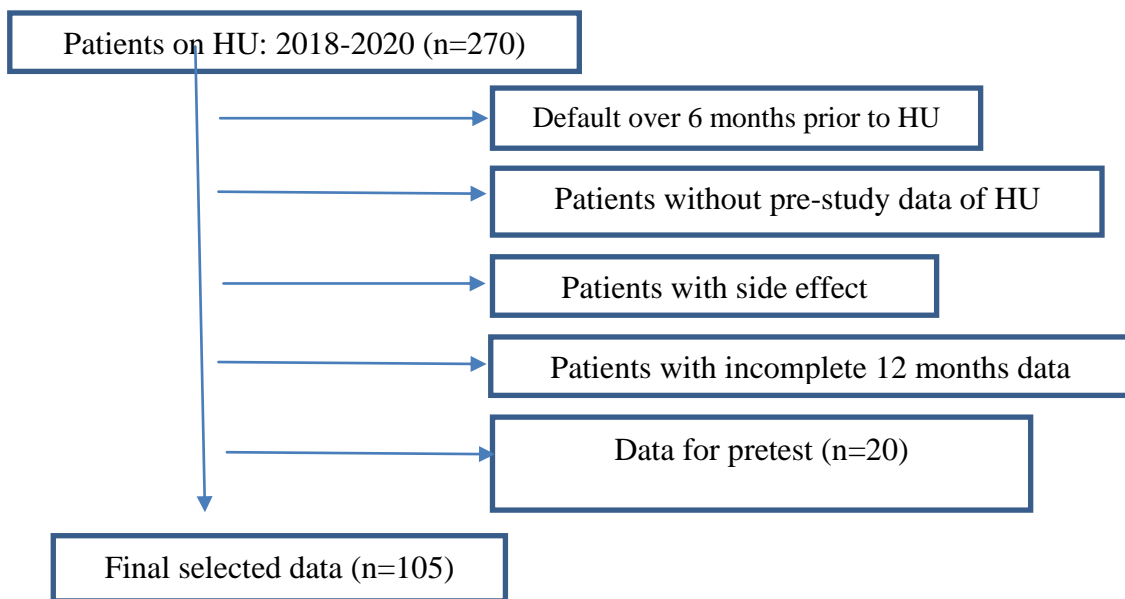 Patients on HU: 2018-2020 (n=270)
Default over 6 months prior to HU
Patients without pre-study data of HU
Patients with side effect
Patients with incomplete 12 months data
Data for pretest (n=20)
Final selected data (n=105)